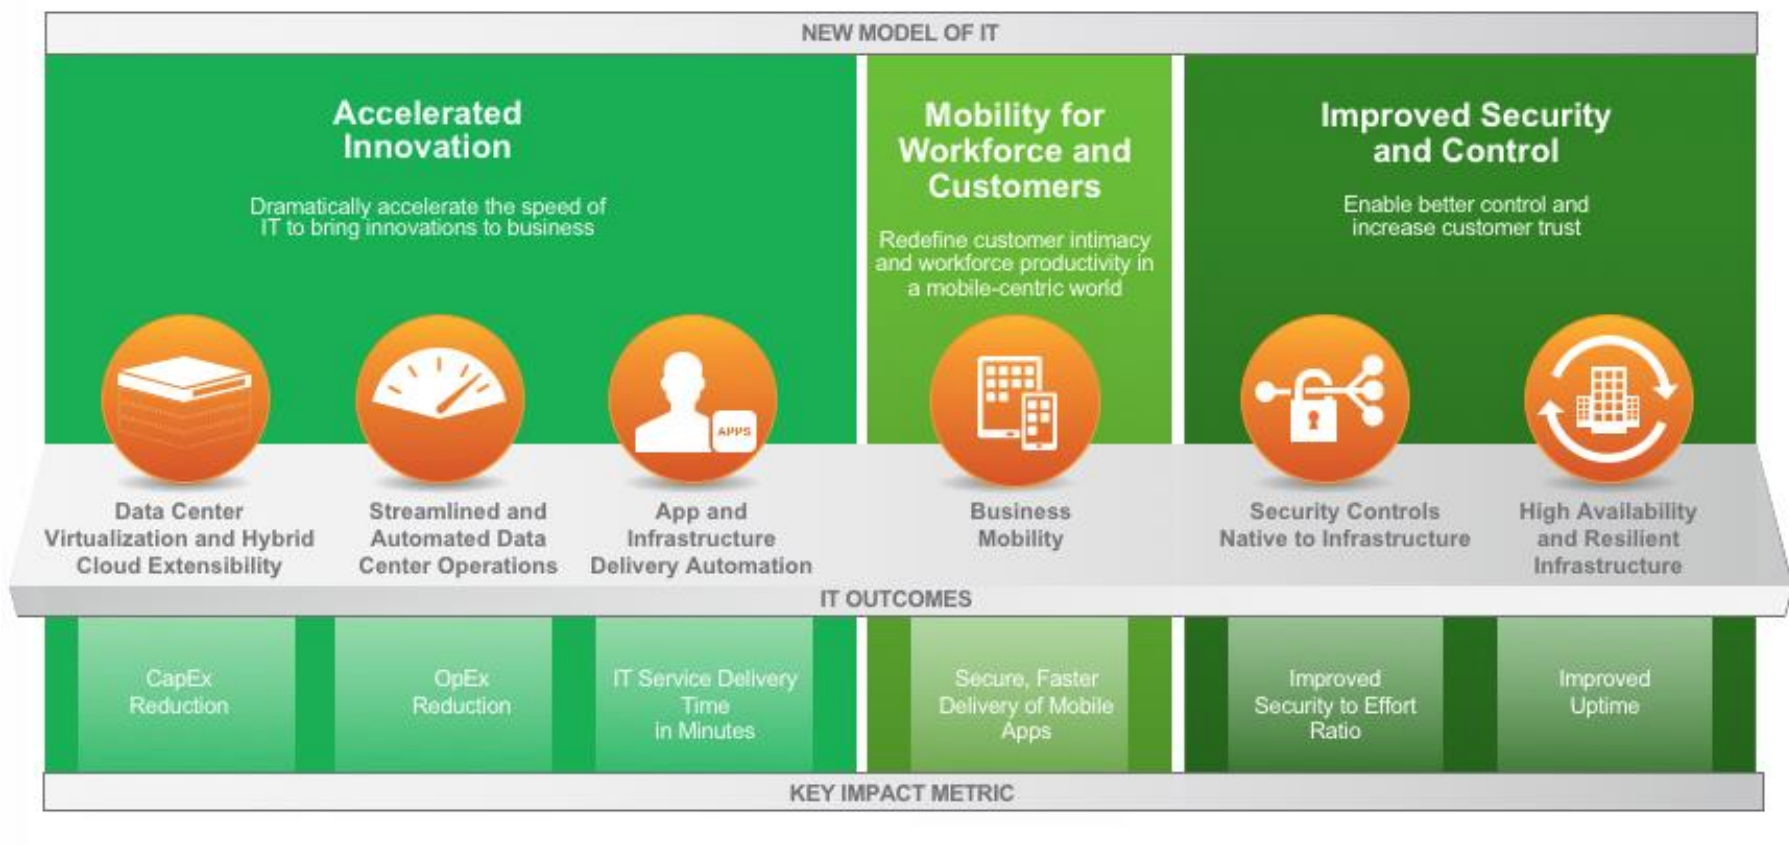 NEW MODEL OF IT
Accelerated
Innovation
Dramatically accelerate the speed of
IT to bring innovations to business
Mobility for
Workforce and
Customers
Redefine customer intimacy
and workforce productivity in
a mobile-centric world
Improved Security
and Control
Enable better control and
increase customer trust
APPS
Data Center
Virtualization and Hybrid
Cloud Extensibility
Streamlined and
Automated Data
Center Operations
App and
Infrastructure
Delivery Automation
Business
Mobility
Security Controls
Native to Infrastructure
High Availability
and Resilient
Infrastructure
IT OUTCOMES
CapEx
Reduction
OpEx
Reduction
IT Service Delivery
Time
in Minutes
Secure, Faster
Delivery of Mobile
Apps
Improved
Security to Effort
Ratio
Improved
Uptime
KEY IMPACT METRIC